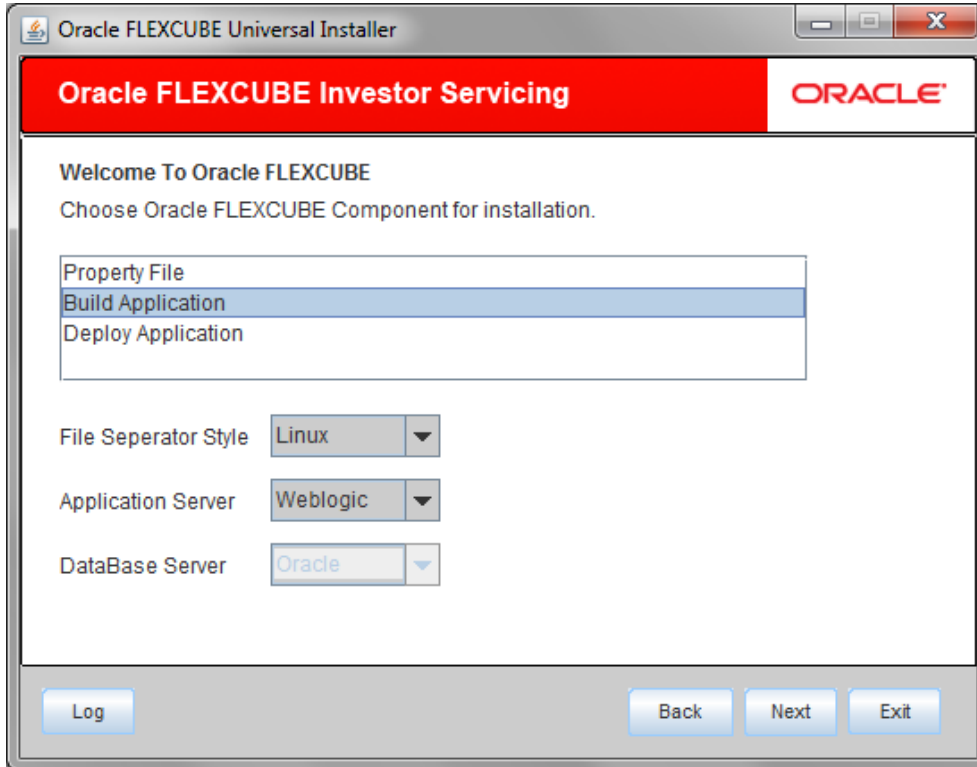 Oracle FLEXCUBE Universal Installer
Oracle FLEXCUBE Investor Servicing
ORACLE
Welcome To Oracle FLEXCUBE
Choose Oracle FLEXCUBE Component for installation.
Property File
Build Application
Deploy Application
File Seperator Style Linux
Application Server Weblogic
DataBase Server Oracle
Log Back Next Exit